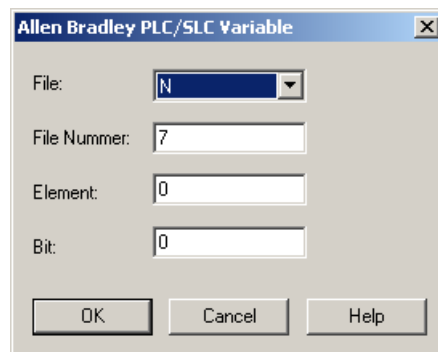 Allen Bradley PLC/SLC Variable
File: N
File Nummer: 7
Element: 0
Bit: 0
OK Cancel Help